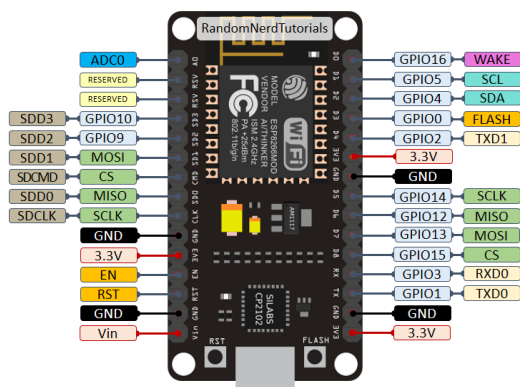 RandomNerdTutorials
ADC0
RESERVED
RESERVED
SDD3 GPIO10
SDD2 GPIO9
SDD1 MOSI
SDCMD CS
SDD0 MISO
SDCLK SCLK
GND
3.3V
EN
RST
GND
Vin
A0
RSV
RSV
SD3
SD2
SD1
CMD
SD0
CLK
GND
3V3
EN
RST
GND
Vin
MODEL
VENDOR
ESP8266MOD
AI/THINKER
ISM 2.4GHz
PA +25dBm
802.11b/g/n
FC
WiFi
AM1117
SILABS
CP2102
RST
FLASH
D0
D1
D2
D3
D4
3V3
GND
D5
D6
D7
D8
RX
TX
GND
3V3
GPIO16 WAKE
GPIO5 SCL
GPIO4 SDA
GPIO0 FLASH
GPIO2 TXD1
3.3V
GND
GPIO14 SCLK
GPIO12 MISO
GPIO13 MOSI
GPIO15 CS
GPIO3 RXD0
GPIO1 TXD0
GND
3.3V